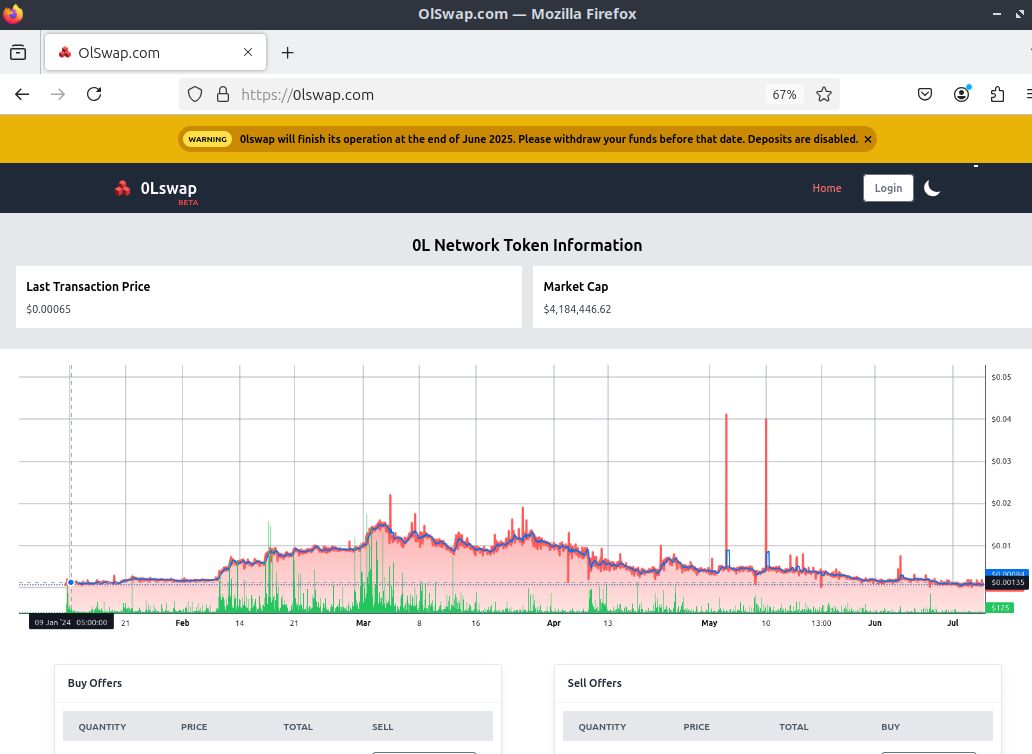 OlSwap.com — Mozilla Firefox
OlSwap.com
https://0lswap.com 67%
WARNING 0lswap will finish its operation at the end of June 2025. Please withdraw your funds before that date. Deposits are disabled. ×
0Lswap
BETA
Home Login
0L Network Token Information
Last Transaction Price Market Cap
$0.00065 $4,184,446.62
$0.05
$0.04
$0.03
$0.02
$0.01
$0.00135
$125
09 Jan '24 05:00:00 21 Feb 14 21 Mar 8 16 Apr 13 May 10 13:00 Jun Jul
Buy Offers Sell Offers
QUANTITY PRICE TOTAL SELL QUANTITY PRICE TOTAL BUY